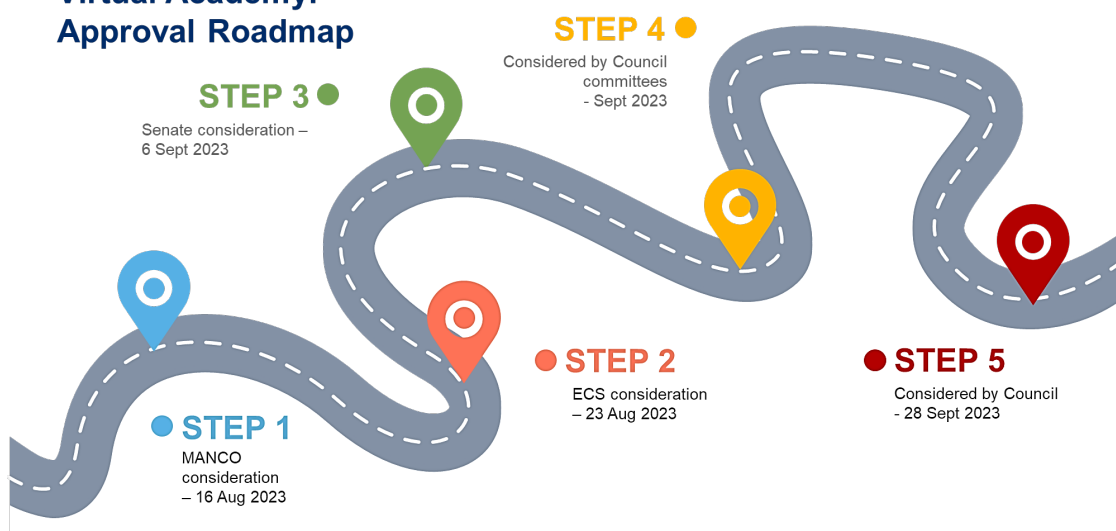 Virtual Academy:
Approval Roadmap
STEP 1
MANCO
consideration
– 16 Aug 2023
STEP 2
ECS consideration
– 23 Aug 2023
STEP 3
Senate consideration –
6 Sept 2023
STEP 4
Considered by Council
committees
- Sept 2023
STEP 5
Considered by Council
- 28 Sept 2023